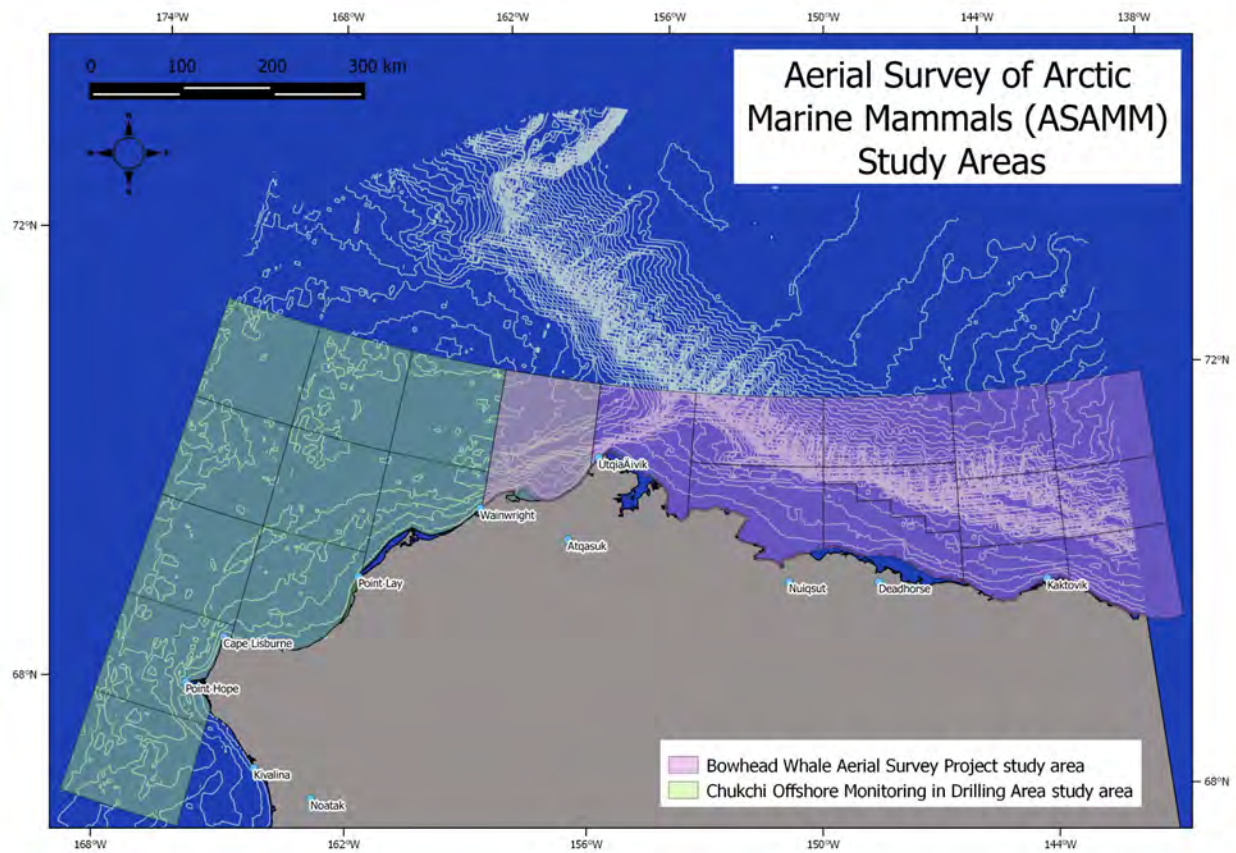 174°W 168°W 162°W 156°W 150°W 144°W 138°W
0 100 200 300 km
Aerial Survey of Arctic
Marine Mammals (ASAMM)
Study Areas
72°N
72°N
UtqiaÄivik
Wainwright
Atqasuk
Point Lay
Nuiqsut
Deadhorse
Kaktovik
Cape Lisburne
68°N
Point Hope
Kivalina
Noatak
Bowhead Whale Aerial Survey Project study area
Chukchi Offshore Monitoring in Drilling Area study area
68°N
168°W 162°W 156°W 150°W 144°W